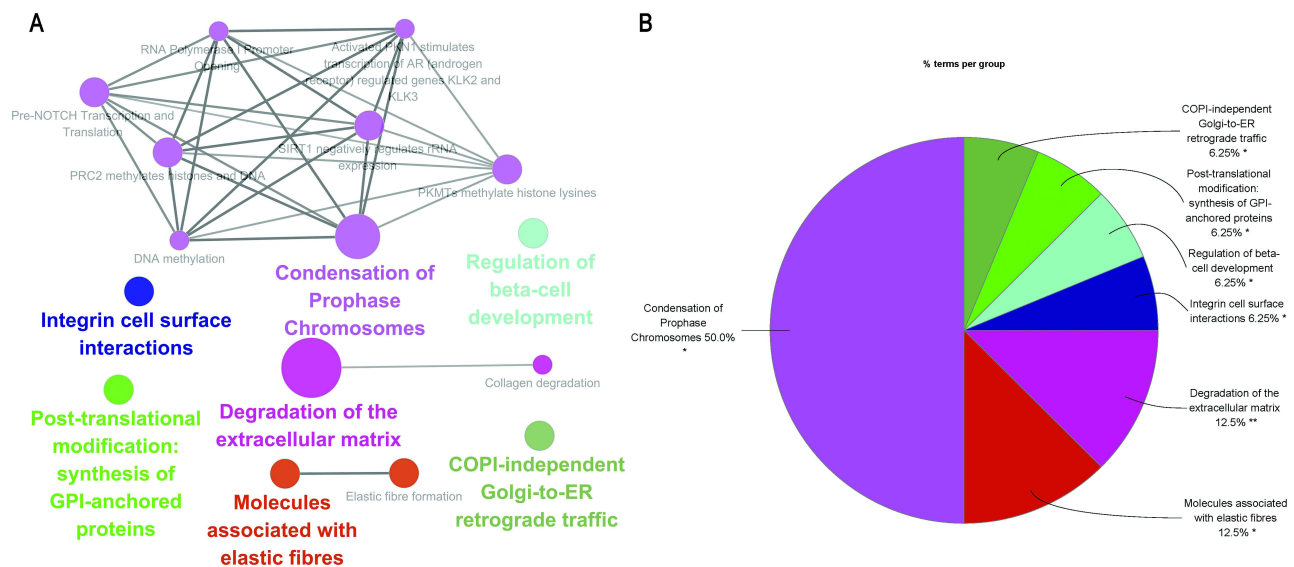 A
RNA Polymerase I Promoter
Opening
Activated PKN1 stimulates
transcription of AR (androgen
receptor) regulated genes KLK2 and
KLK3
Pre-NOTCH Transcription and
Translation
SIRT1 negatively regulates rRNA
expression
PRC2 methylates histones and DNA
PKMTs methylate histone lysines
DNA methylation
Condensation of
Prophase
Chromosomes
Regulation of
beta-cell
development
Integrin cell surface
interactions
Collagen degradation
Degradation of the
extracellular matrix
Post-translational
modification:
synthesis of
GPI-anchored
proteins
COPI-independent
Golgi-to-ER
retrograde traffic
Elastic fibre formation
Molecules
associated with
elastic fibres
B
% terms per group
COPI-independent
Golgi-to-ER
retrograde traffic
6.25% *
Post-translational
modification:
synthesis of GPI-
anchored proteins
6.25% *
Regulation of beta-
cell development
6.25% *
Integrin cell surface
interactions 6.25% *
Condensation of
Prophase
Chromosomes 50.0%
*
Degradation of the
extracellular matrix
12.5% **
Molecules associated
with elastic fibres
12.5% *